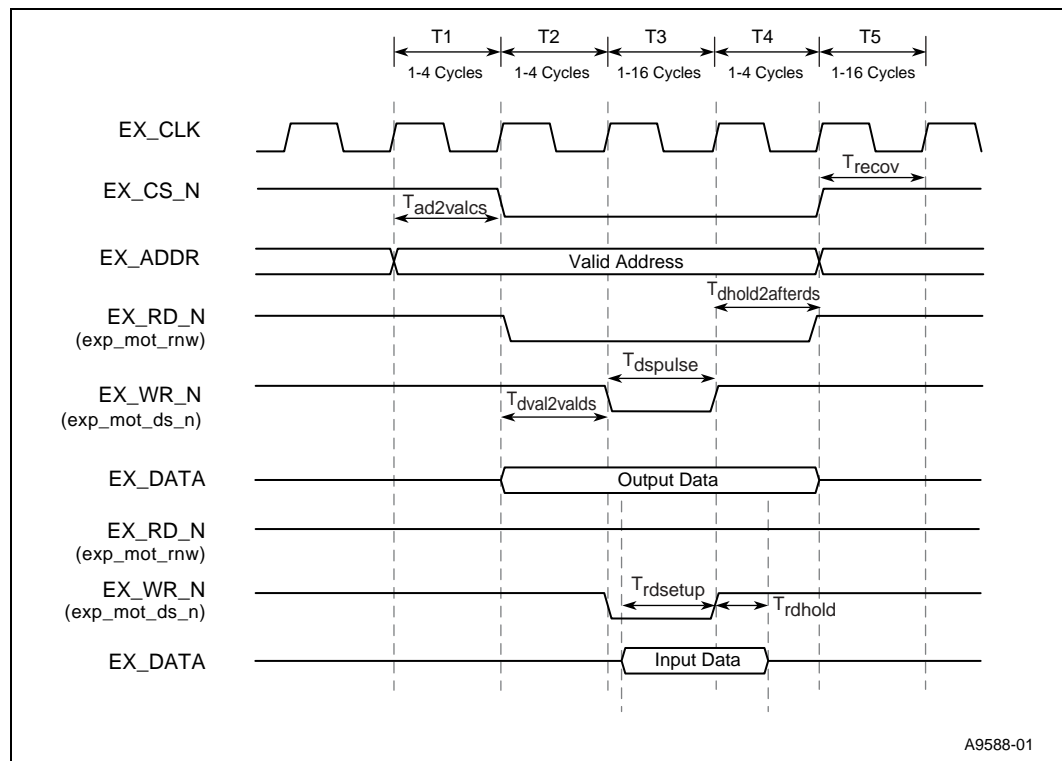 T1 T2 T3 T4 T5
1-4 Cycles 1-4 Cycles 1-16 Cycles 1-4 Cycles 1-16 Cycles
EX_CLK
Trecov
EX_CS_N
Tad2valcs
EX_ADDR
Valid Address
Tdhold2afterds
EX_RD_N
(exp_mot_rnw)
Tdspulse
EX_WR_N
(exp_mot_ds_n)
Tdval2valds
EX_DATA
Output Data
EX_RD_N
(exp_mot_rnw)
EX_WR_N
(exp_mot_ds_n)
Trdsetup
Trdhold
EX_DATA
Input Data
A9588-01